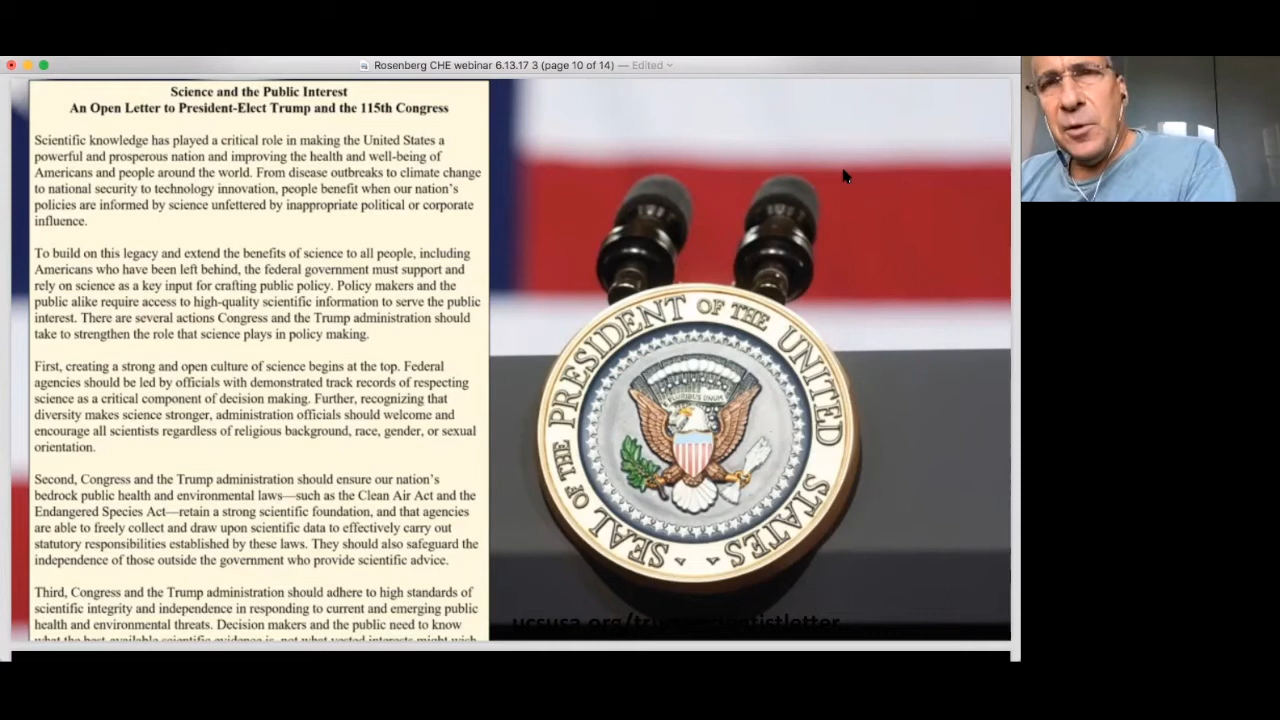 Rosenberg CHE webinar 6.13.17 3 (page 10 of 14) — Edited
Science and the Public Interest
An Open Letter to President-Elect Trump and the 115th Congress
Scientific knowledge has played a critical role in making the United States a
powerful and prosperous nation and improving the health and well-being of
Americans and people around the world. From disease outbreaks to climate change
to national security to technology innovation, people benefit when our nation's
policies are informed by science unfettered by inappropriate political or corporate
influence.
To build on this legacy and extend the benefits of science to all people, including
Americans who have been left behind, the federal government must support and
rely on science as a key input for crafting public policy. Policy makers and the
public alike require access to high-quality scientific information to serve the public
interest. There are several actions Congress and the Trump administration should
take to strengthen the role that science plays in policy making.
First, creating a strong and open culture of science begins at the top. Federal
agencies should be led by officials with demonstrated track records of respecting
science as a critical component of decision making. Further, recognizing that
diversity makes science stronger, administration officials should welcome and
encourage all scientists regardless of religious background, race, gender, or sexual
orientation.
Second, Congress and the Trump administration should ensure our nation's
bedrock public health and environmental laws—such as the Clean Air Act and the
Endangered Species Act—retain a strong scientific foundation, and that agencies
are able to freely collect and draw upon scientific data to effectively carry out
statutory responsibilities established by these laws. They should also safeguard the
independence of those outside the government who provide scientific advice.
Third, Congress and the Trump administration should adhere to high standards of
scientific integrity and independence in responding to current and emerging public
health and environmental threats. Decision makers and the public need to know
what the best available scientific evidence is, not what vested interests might wish
SEAL OF THE PRESIDENT OF THE UNITED STATES
PLURIBUS UNUM